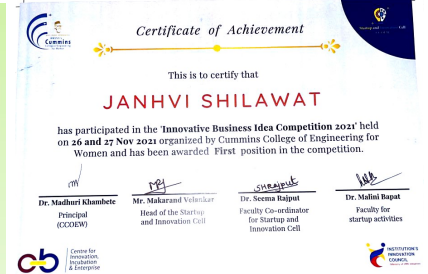 Cummins
Certificate of Achievement
This is to certify that
JANHVI SHILAWAT
has participated in the 'Innovative Business Idea Competition 2021' held
on 26 and 27 Nov 2021 organized by Cummins College of Engineering for
Women and has been awarded First position in the competition.
Dr. Madhuri Khambete
Principal
(CCOEW)
Mr. Makarand Velankar
Head of the Startup
and Innovation Cell
SHRajput
Dr. Seema Rajput
Faculty Co-ordinator
for Startup and
Innovation Cell
Dr. Malini Bapat
Faculty for
startup activities
Centre for
Innovation,
Incubation
& Enterprise
INSTITUTION'S
INNOVATION
COUNCIL